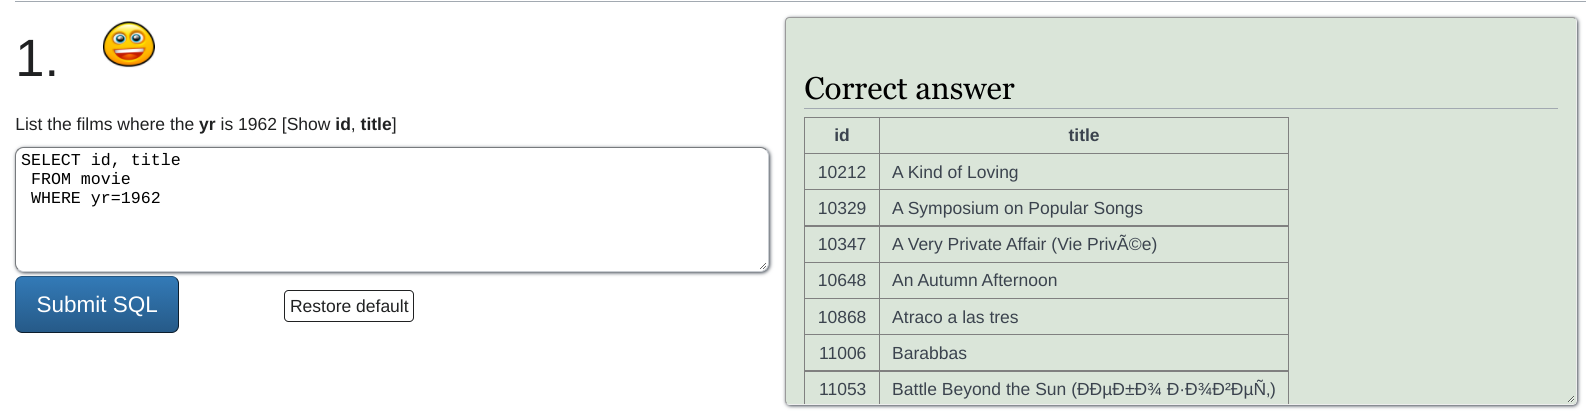 1.
List the films where the yr is 1962 [Show id, title]
SELECT id, title
FROM movie
WHERE yr=1962
Submit SQL
Restore default
Correct answer
id title
10212 A Kind of Loving
10329 A Symposium on Popular Songs
10347 A Very Private Affair (Vie PrivÃ©e)
10648 An Autumn Afternoon
10868 Atraco a las tres
11006 Barabbas
11053 Battle Beyond the Sun (ÐÐµÐ±Ð¾ Ð·Ð¾Ð²ÐµÑ‚)